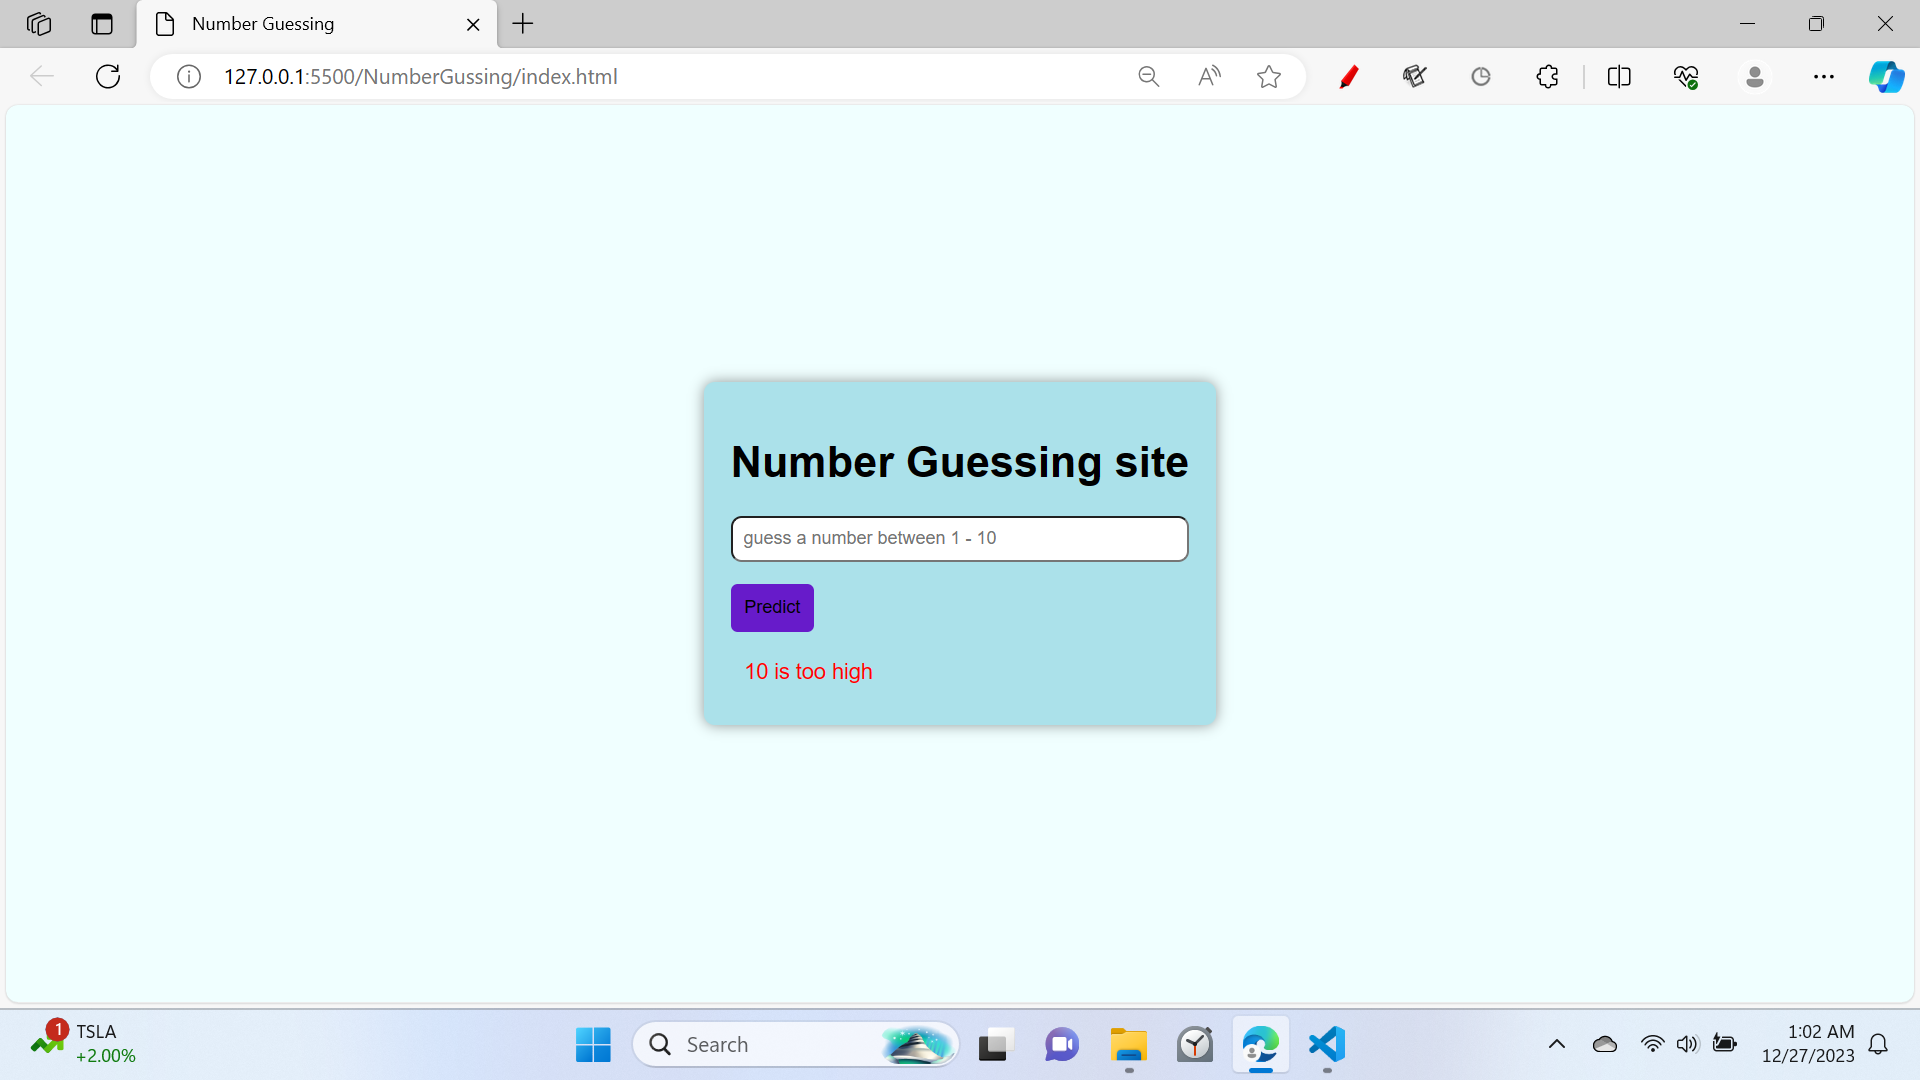 Number Guessing
127.0.0.1:5500/NumberGussing/index.html
Number Guessing site
guess a number between 1 - 10
Predict
10 is too high
1
TSLA
+2.00%
Search
1:02 AM
12/27/2023